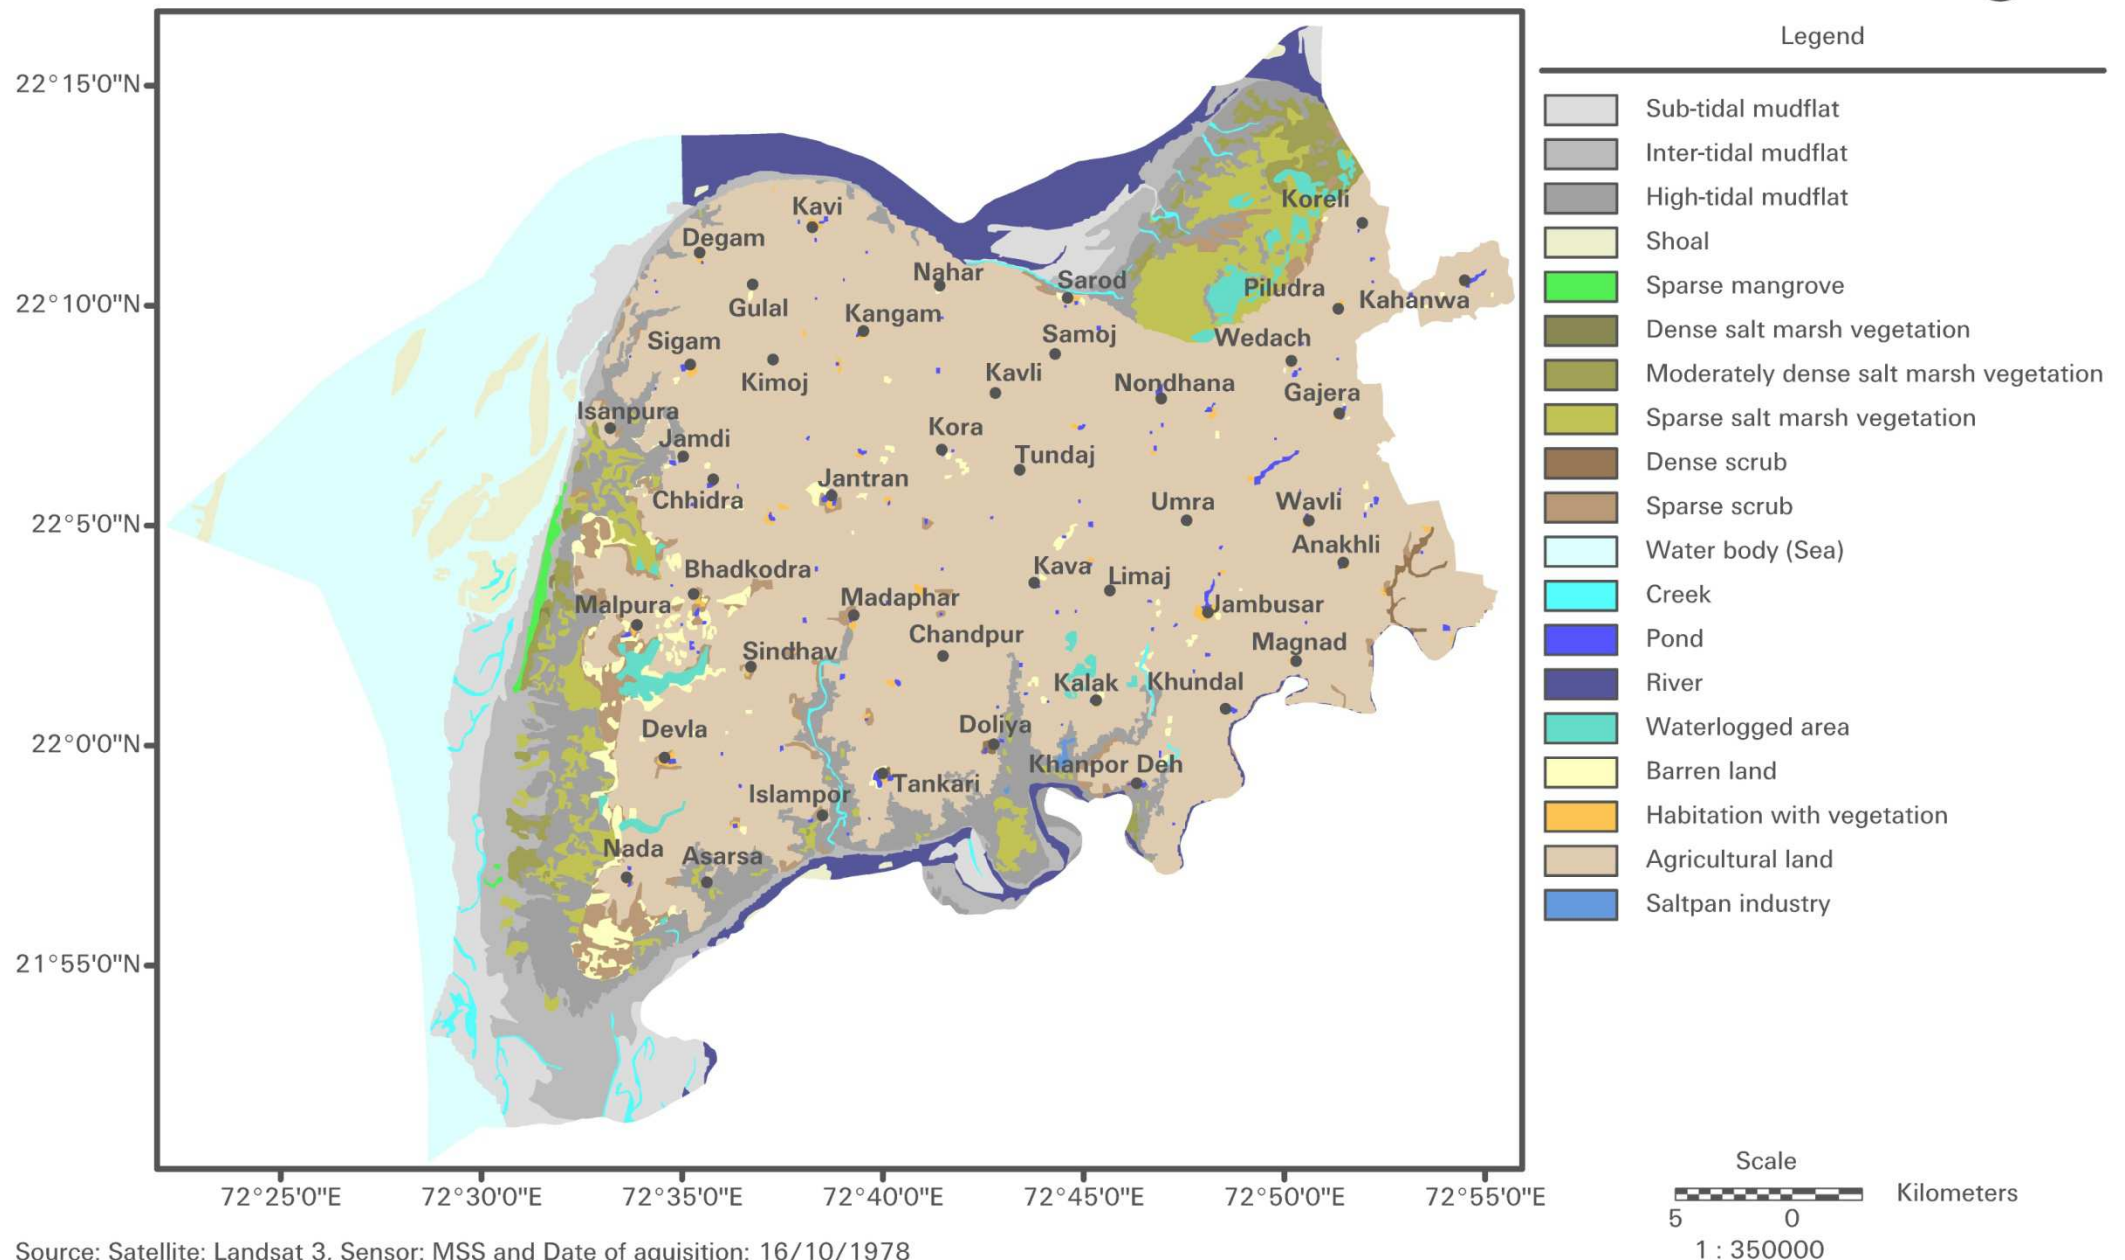 Legend
Sub-tidal mudflat
Inter-tidal mudflat
High-tidal mudflat
Shoal
Sparse mangrove
Dense salt marsh vegetation
Moderately dense salt marsh vegetation
Sparse salt marsh vegetation
Dense scrub
Sparse scrub
Water body (Sea)
Creek
Pond
River
Waterlogged area
Barren land
Habitation with vegetation
Agricultural land
Saltpan industry
22°15'0"N
22°10'0"N
22°5'0"N
22°0'0"N
21°55'0"N
Kavi
Koreli
Degam
Nahar
Sarod
Piludra
Kahanwa
Gulal
Kangam
Samoj
Wedach
Sigam
Kimoj
Kavli
Nondhana
Gajera
Isanpura
Jamdi
Kora
Tundaj
Chhidra
Jantran
Umra
Wavli
Anakhli
Bhadkodra
Kava
Limaj
Malpura
Madaphar
Jambusar
Chandpur
Magnad
Sindhav
Kalak
Khundal
Devla
Doliya
Khanpor Deh
Tankari
Islampor
Nada
Asarsa
72°25'0"E
72°30'0"E
72°35'0"E
72°40'0"E
72°45'0"E
72°50'0"E
72°55'0"E
Scale
Kilometers
5 0
1 : 350000
Source: Satellite: Landsat 3, Sensor: MSS and Date of aquisition: 16/10/1978